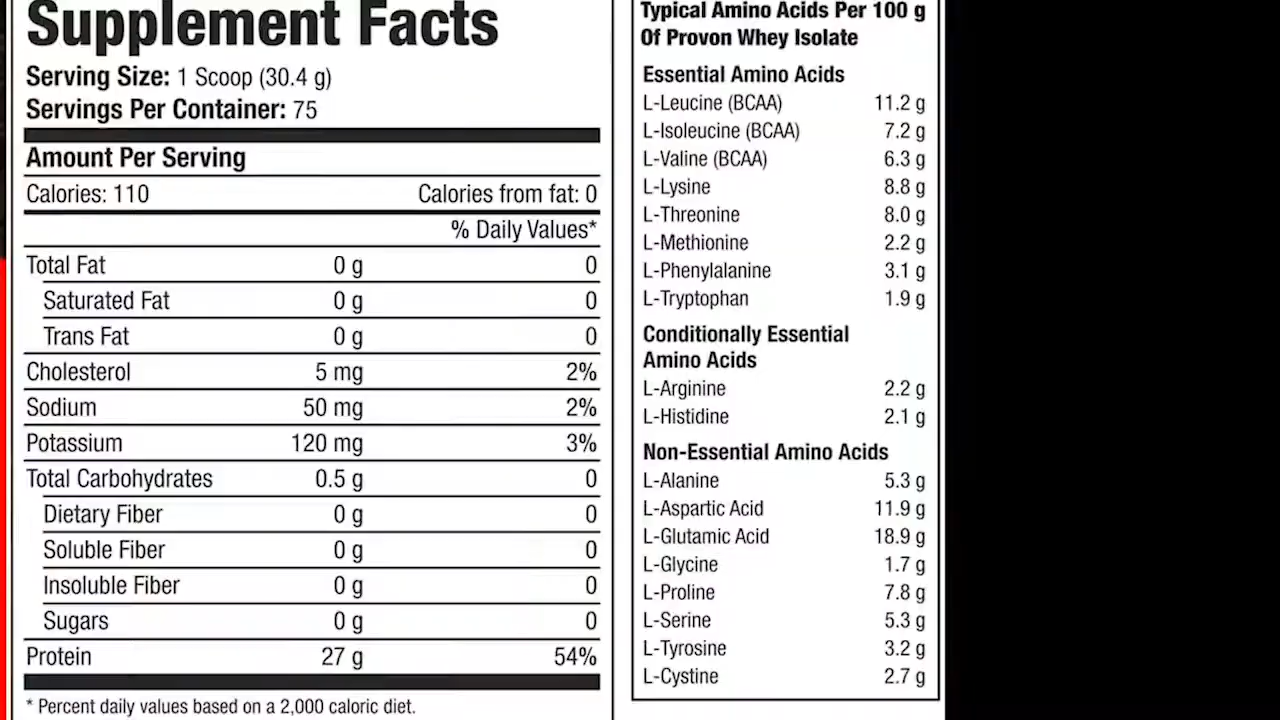 Supplement Facts
Serving Size: 1 Scoop (30.4 g)
Servings Per Container: 75
Amount Per Serving
Calories: 110 Calories from fat: 0
% Daily Values*
Total Fat 0 g 0
Saturated Fat 0 g 0
Trans Fat 0 g 0
Cholesterol 5 mg 2%
Sodium 50 mg 2%
Potassium 120 mg 3%
Total Carbohydrates 0.5 g 0
Dietary Fiber 0 g 0
Soluble Fiber 0 g 0
Insoluble Fiber 0 g 0
Sugars 0 g 0
Protein 27 g 54%
* Percent daily values based on a 2,000 caloric diet.
Typical Amino Acids Per 100 g
Of Provon Whey Isolate
Essential Amino Acids
L-Leucine (BCAA) 11.2 g
L-Isoleucine (BCAA) 7.2 g
L-Valine (BCAA) 6.3 g
L-Lysine 8.8 g
L-Threonine 8.0 g
L-Methionine 2.2 g
L-Phenylalanine 3.1 g
L-Tryptophan 1.9 g
Conditionally Essential
Amino Acids
L-Arginine 2.2 g
L-Histidine 2.1 g
Non-Essential Amino Acids
L-Alanine 5.3 g
L-Aspartic Acid 11.9 g
L-Glutamic Acid 18.9 g
L-Glycine 1.7 g
L-Proline 7.8 g
L-Serine 5.3 g
L-Tyrosine 3.2 g
L-Cystine 2.7 g